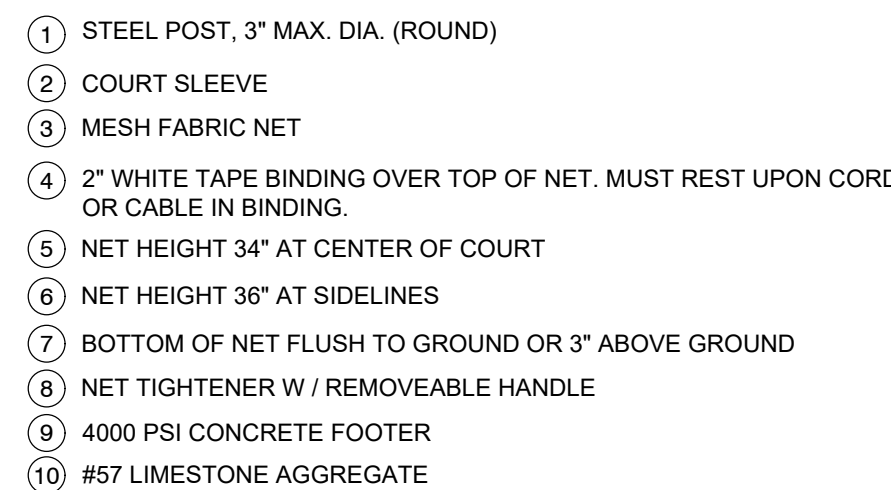 1 STEEL POST, 3" MAX. DIA. (ROUND)
2 COURT SLEEVE
3 MESH FABRIC NET
4 2" WHITE TAPE BINDING OVER TOP OF NET. MUST REST UPON CORD
OR CABLE IN BINDING.
5 NET HEIGHT 34" AT CENTER OF COURT
6 NET HEIGHT 36" AT SIDELINES
7 BOTTOM OF NET FLUSH TO GROUND OR 3" ABOVE GROUND
8 NET TIGHTENER W / REMOVEABLE HANDLE
9 4000 PSI CONCRETE FOOTER
10 #57 LIMESTONE AGGREGATE